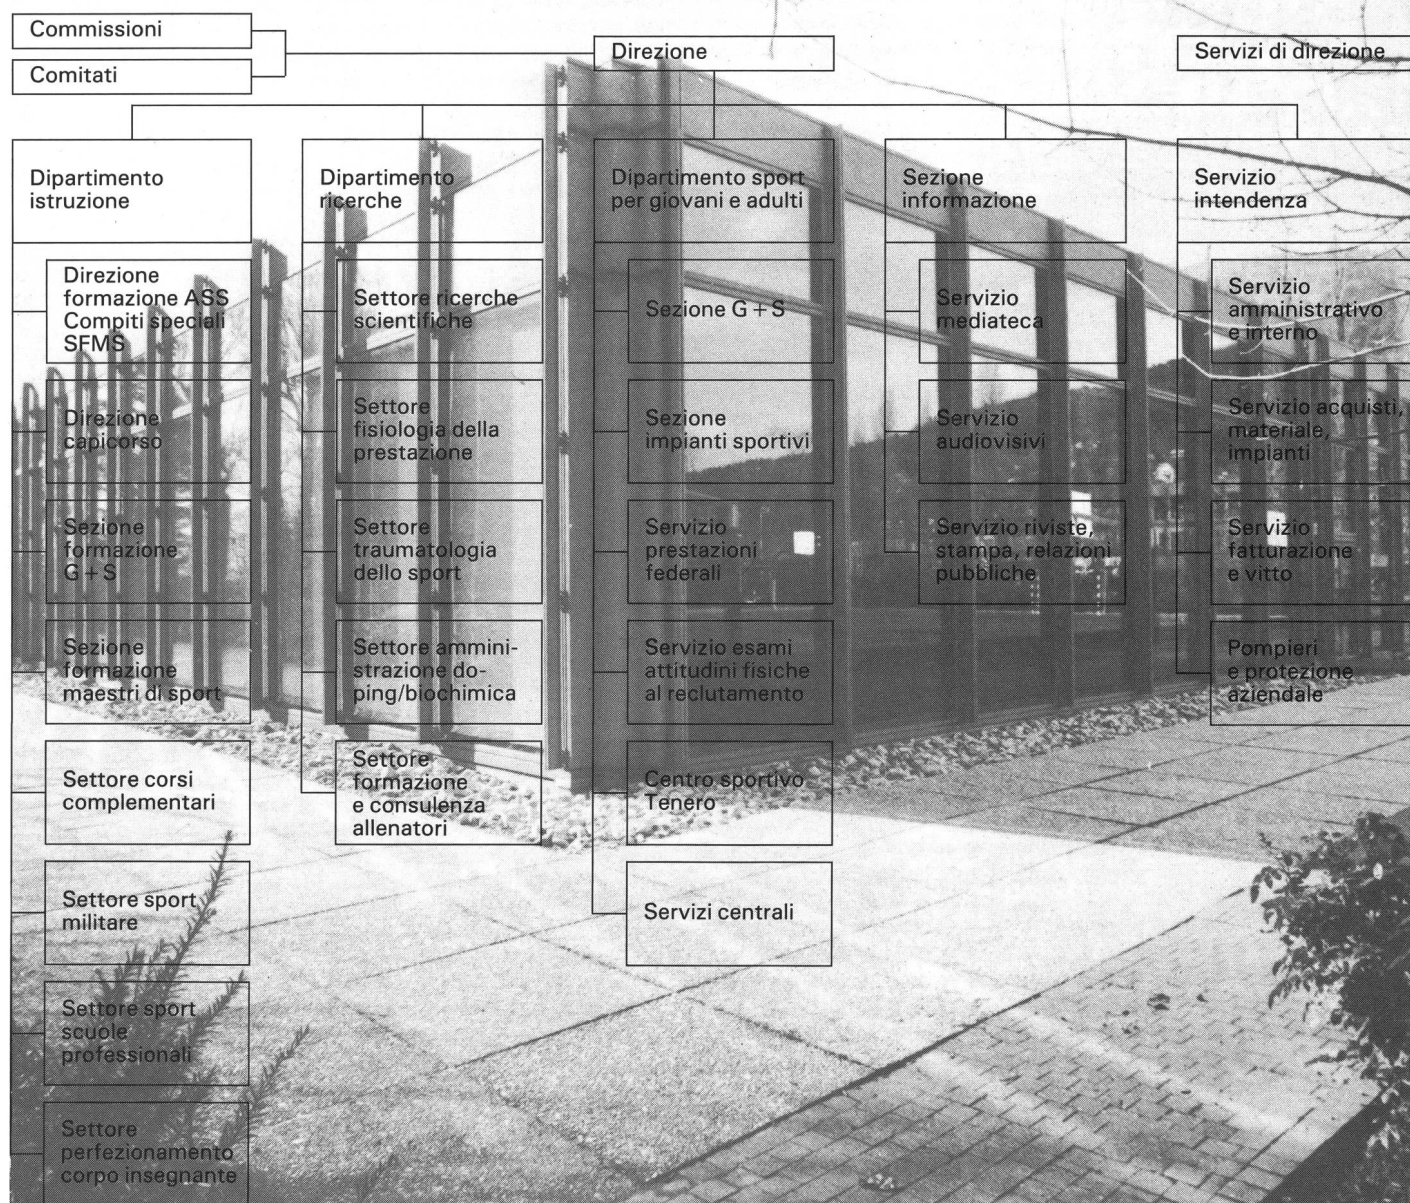 Commissioni
Comitati
Direzione
Servizi di direzione
Dipartimento
istruzione
Direzione
formazione ASS
Compiti speciali
SFMS
Direzione
capicorso
Sezione
formazione
G + S
Sezione
formazione
maestri di sport
Settore corsi
complementari
Settore sport
militare
Settore sport
scuole
professionali
Settore
perfezionamento
corpo insegnante
Dipartimento
ricerche
Settore ricerche
scientifiche
Settore
fisiologia della
prestazione
Settore
traumatologia
dello sport
Settore ammini-
strazione do-
ping/biochimica
Settore
formazione
e consulenza
allenatori
Dipartimento sport
per giovani e adulti
Sezione G + S
Sezione
impianti sportivi
Servizio
prestazioni
federali
Servizio esami
attitudini fisiche
al reclutamento
Centro sportivo
Tenero
Servizi centrali
Sezione
informazione
Servizio
mediateca
Servizio
audiovisivi
Servizio riviste,
stampa, relazioni
pubbliche
Servizio
intendenza
Servizio
amministrativo
e interno
Servizio acquisti,
materiale,
impianti
Servizio
fatturazione
e vitto
Pompieri
e protezione
aziendale